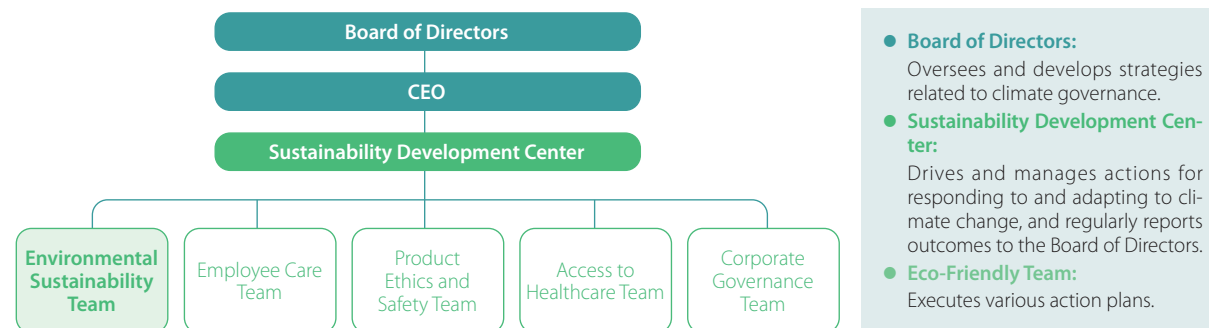 Board of Directors
CEO
Sustainability Development Center
Environmental
Sustainability
Team
Employee Care
Team
Product
Ethics and
Safety Team
Access to
Healthcare Team
Corporate
Governance
Team
Board of Directors:
Oversees and develops strategies
related to climate governance.
Sustainability Development Cen-
ter:
Drives and manages actions for
responding to and adapting to cli-
mate change, and regularly reports
outcomes to the Board of Directors.
Eco-Friendly Team:
Executes various action plans.